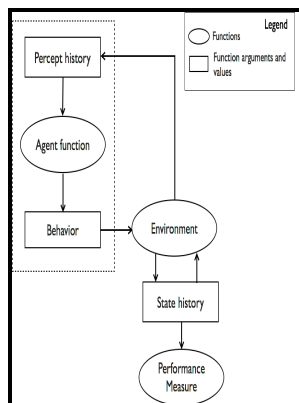 Legend
Functions
Function arguments and
values
Percept history
Agent function
Behavior
Environment
State history
Performance
Measure